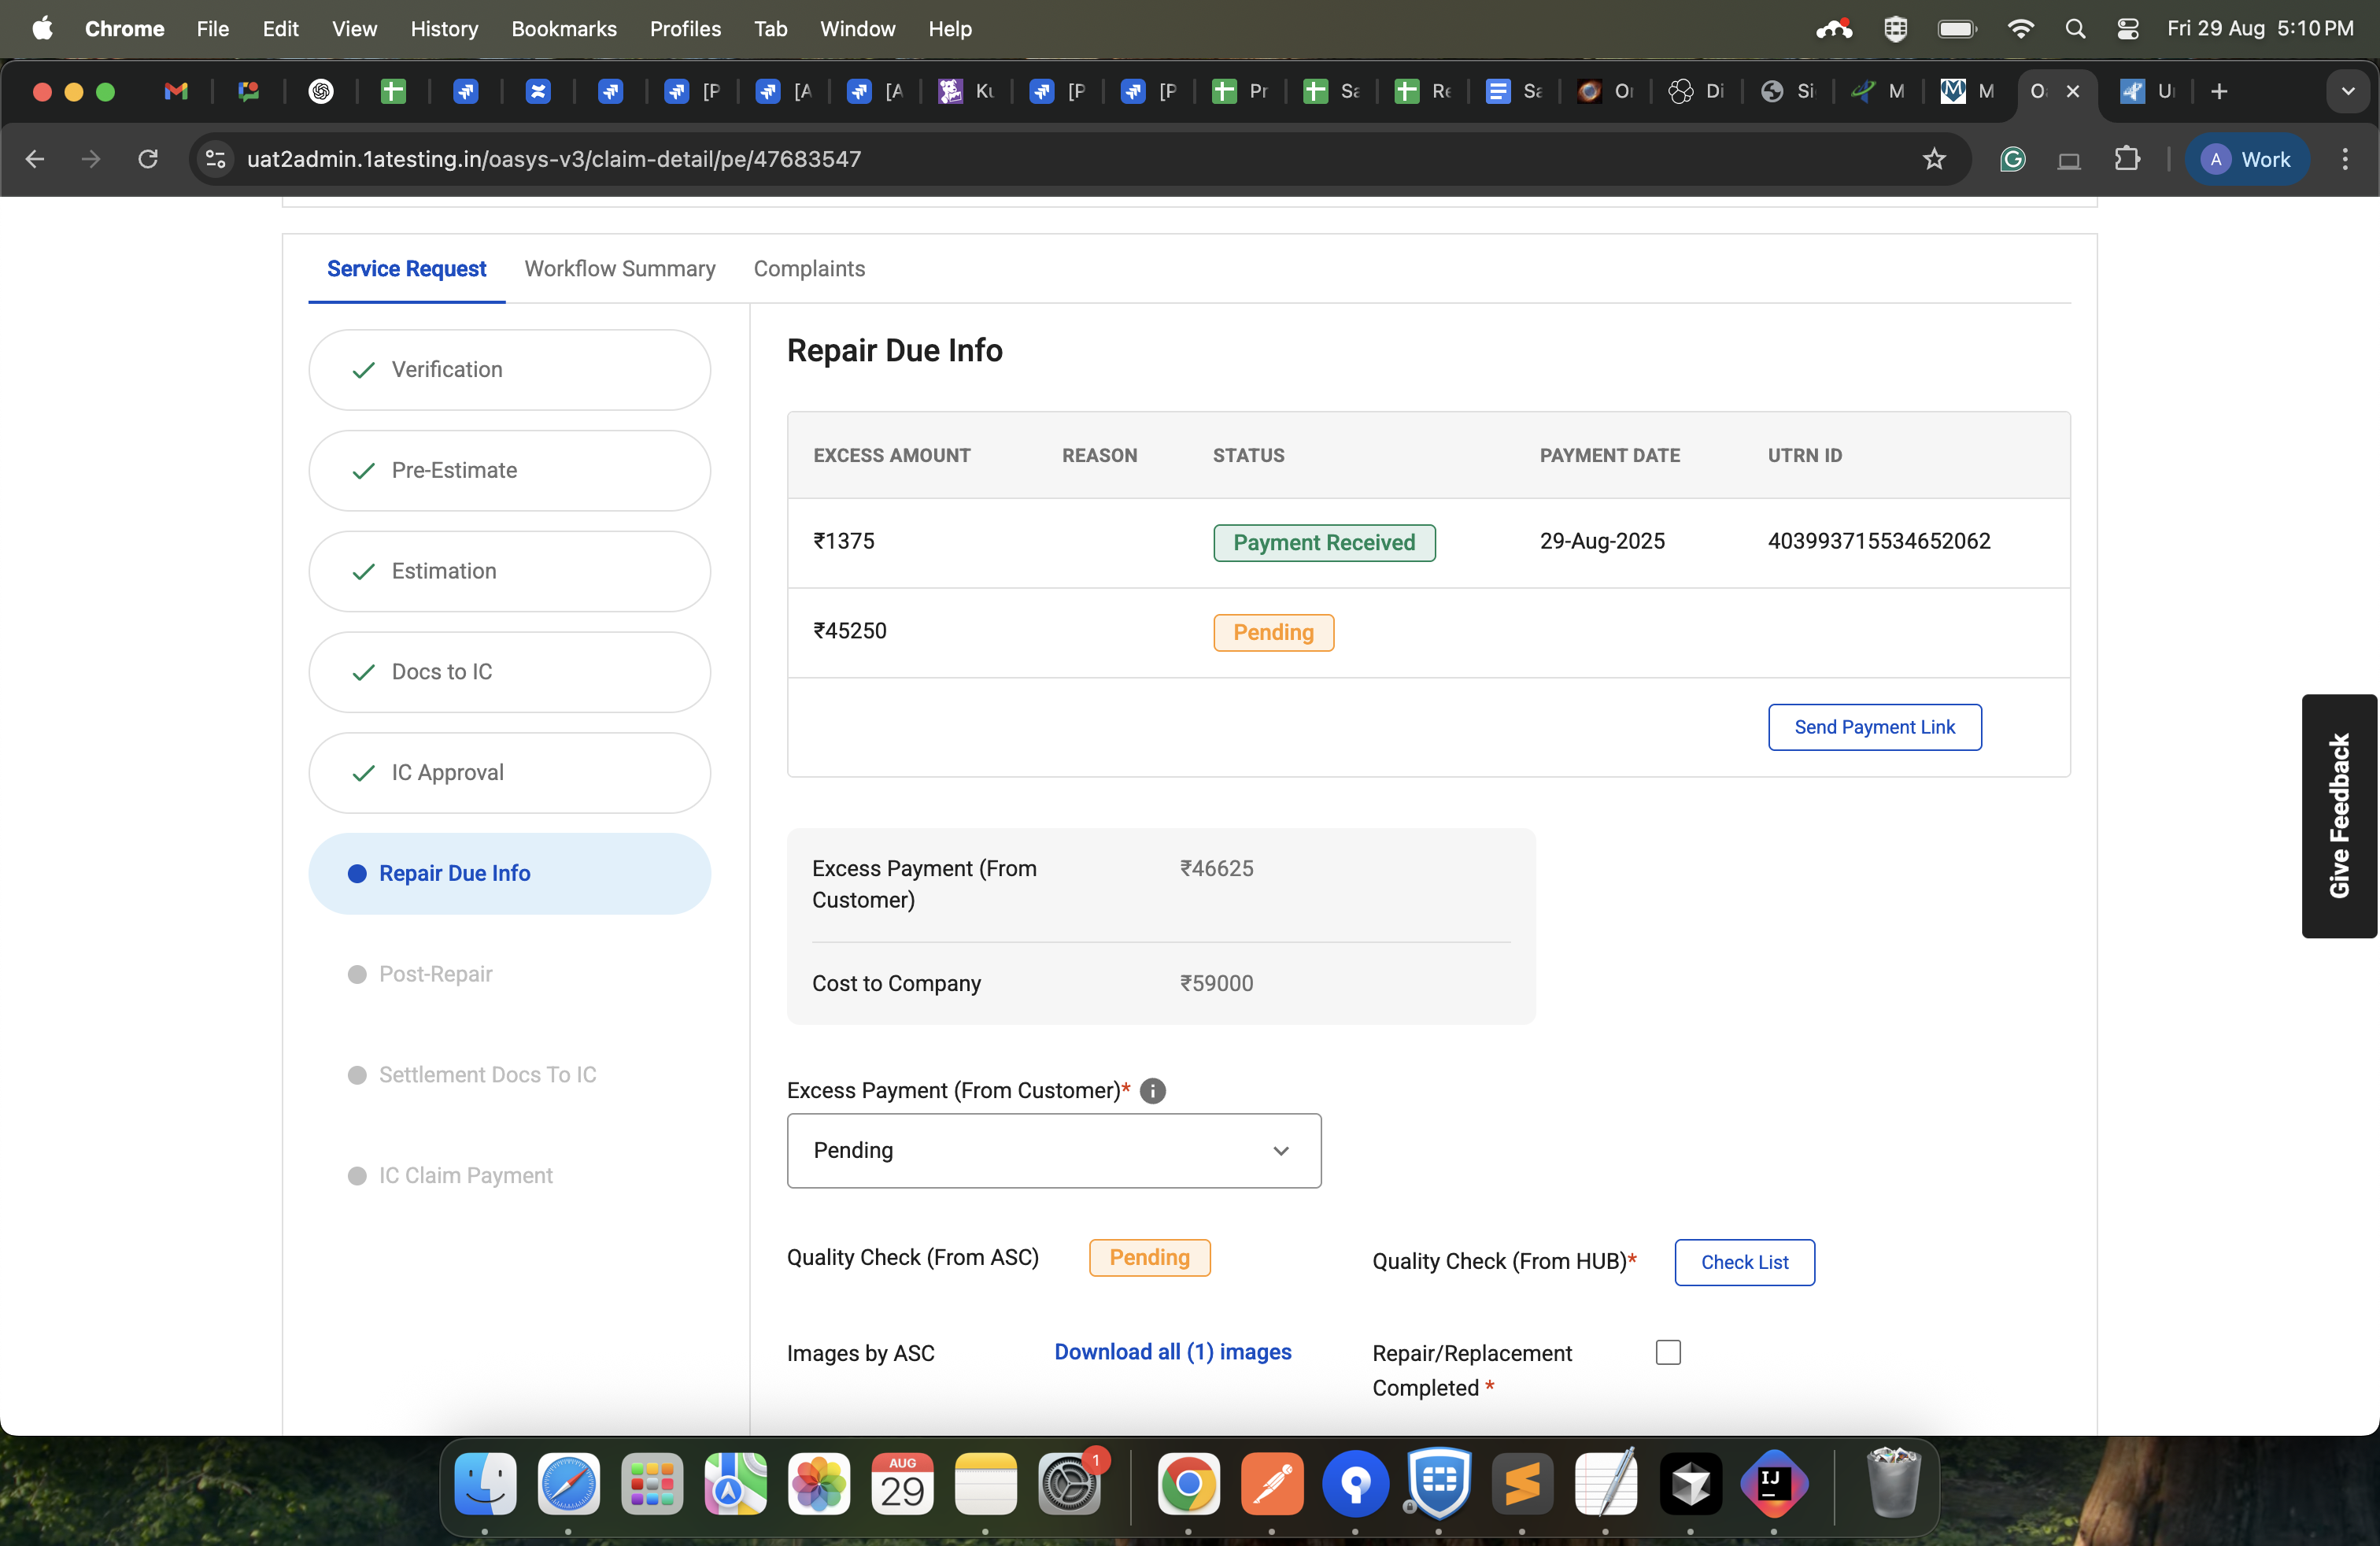 Chrome File Edit View History Bookmarks Profiles Tab Window Help Fri 29 Aug 5:10 PM
[P [A [A Ku [P [P Pr Sa Re Sa Or Di Si M M O U
uat2admin.1atesting.in/oasys-v3/claim-detail/pe/47683547 A Work
Service Request Workflow Summary Complaints
Verification
Pre-Estimate
Estimation
Docs to IC
IC Approval
Repair Due Info
Post-Repair
Settlement Docs To IC
IC Claim Payment
Repair Due Info
EXCESS AMOUNT REASON STATUS PAYMENT DATE UTRN ID
₹1375 Payment Received 29-Aug-2025 403993715534652062
₹45250 Pending
Send Payment Link
Excess Payment (From
Customer) ₹46625
Cost to Company ₹59000
Excess Payment (From Customer)*
Pending
Quality Check (From ASC) Pending Quality Check (From HUB)* Check List
Images by ASC Download all (1) images Repair/Replacement
Completed *
Give Feedback
AUG
29
1
IJ